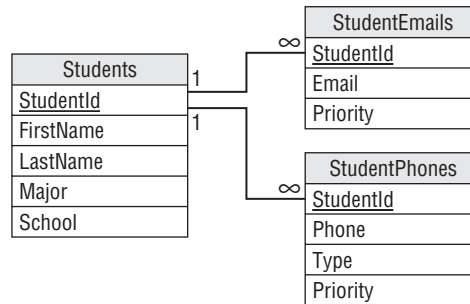 Students
StudentId
FirstName
LastName
Major
School
1
1
∞
∞
StudentEmails
StudentId
Email
Priority
StudentPhones
StudentId
Phone
Type
Priority